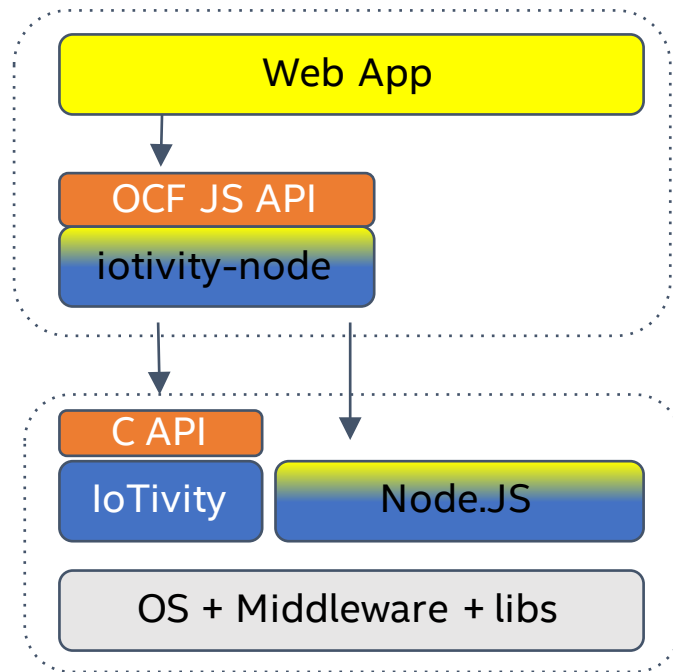 Web App
OCF JS API
iotivity-node
C API
IoTivity
Node.JS
OS + Middleware + libs